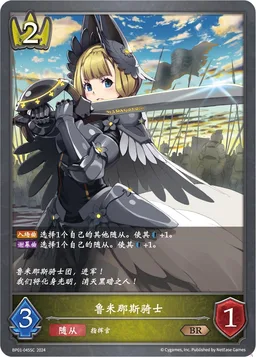 2
入场曲 选择1个自己的其他随从。使其+1。
谢幕曲 选择1个自己的随从。使其+1。
鲁米那斯骑士团，进军！
我们将化身光明，消灭黑暗之人！
鲁米那斯骑士
3
随从
指挥官
BR
1
BP01-045SC 2024
© Cygames, Inc. Published by NetEase Games